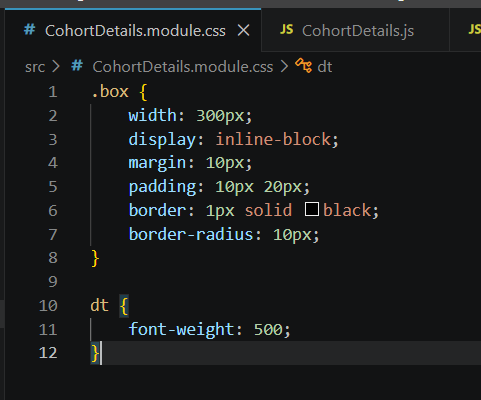 # CohortDetails.module.css × JS CohortDetails.js
src > # CohortDetails.module.css > dt
1 .box {
2 width: 300px;
3 display: inline-block;
4 margin: 10px;
5 padding: 10px 20px;
6 border: 1px solid black;
7 border-radius: 10px;
8 }
9
10 dt {
11 font-weight: 500;
12 }